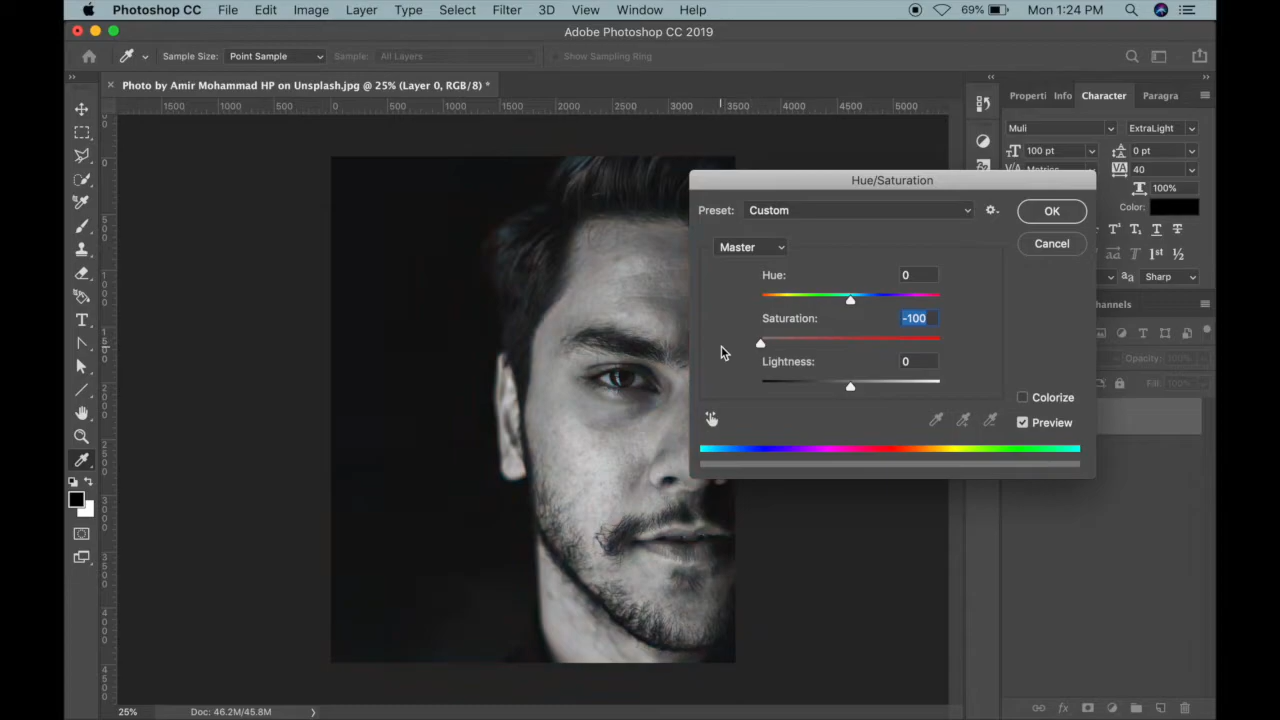 Photoshop CC File Edit Image Layer Type Select Filter 3D View Window Help 69% Mon 1:24 PM
Adobe Photoshop CC 2019
Sample Size: Point Sample Sample: All Layers Show Sampling Ring
Photo by Amir Mohammad HP on Unsplash.jpg @ 25% (Layer 0, RGB/8) *
Properti Info Character Paragra
1500 1000 500 0 500 1000 1500 2000 2500 3000 3500 4000 4500 5000
Muli ExtraLight
100 pt 0 pt
Metrics 40
100%
Color:
Sharp
Hue/Saturation
Preset: Custom OK
Cancel
Master
Hue: 0
Saturation: -100
Lightness: 0
Colorize
Preview
hannels
Opacity: 100%
Fill: 100%
25% Doc: 46.2M/45.8M